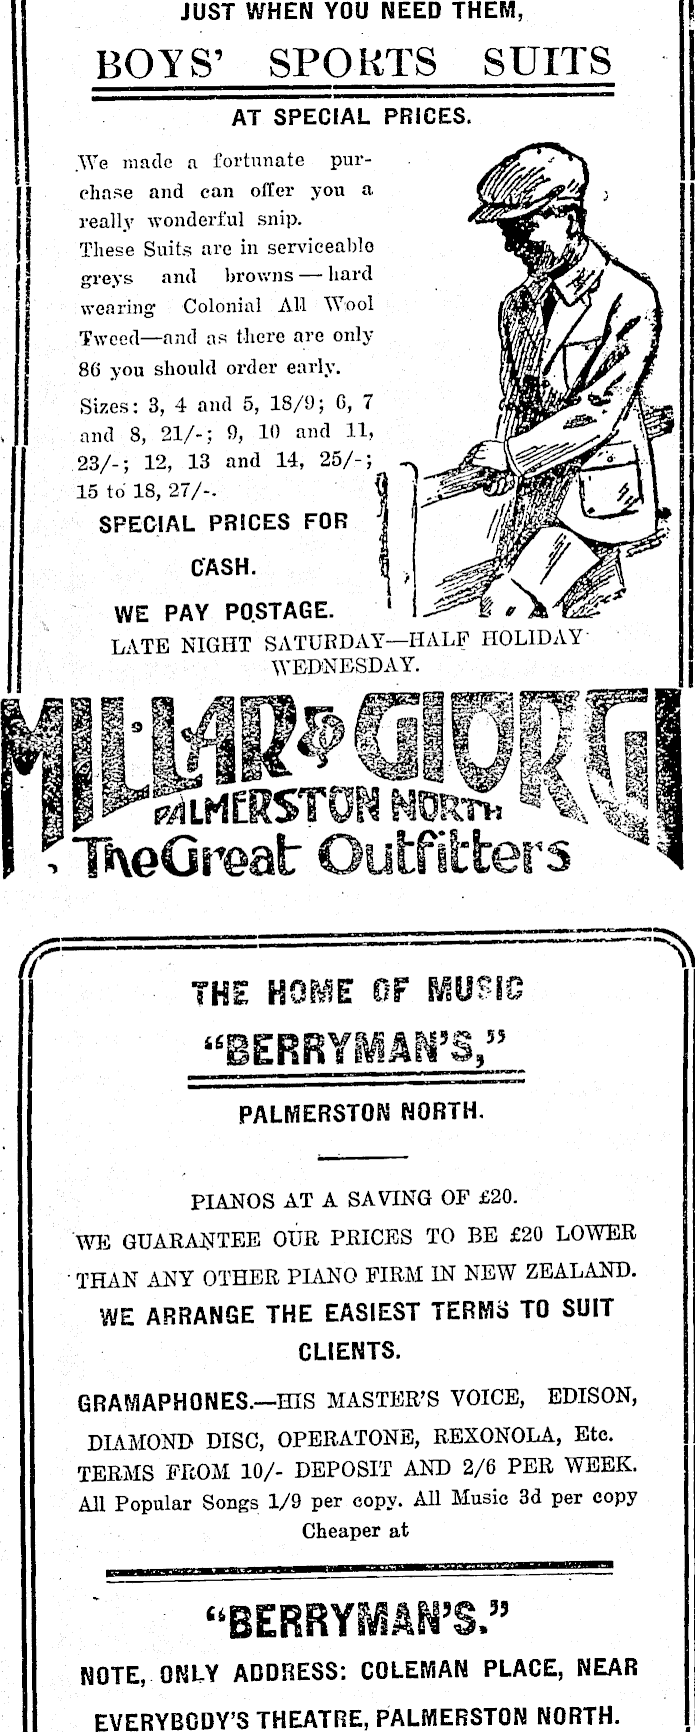 JUST WHEN YOU NEED THEM,
BOYS' SPORTS SUITS
AT SPECIAL PRICES.
We made a fortunate pur-
chase and can offer you a
really wonderful snip.
These Suits are in serviceable
greys and browns — hard
wearing Colonial All Wool
Tweed—and as there are only
86 you should order early.
Sizes: 3, 4 and 5, 18/9; 6, 7
and 8, 21/-; 9, 10 and 11,
23/-; 12, 13 and 14, 25/-;
15 to 18, 27/-.
SPECIAL PRICES FOR
CASH.
WE PAY POSTAGE.
LATE NIGHT SATURDAY—HALF HOLIDAY
WEDNESDAY.
MILLAR & GIORGI
PALMERSTON NORTH
The Great Outfitters
THE HOME OF MUSIC
"BERRYMAN'S,"
PALMERSTON NORTH.
PIANOS AT A SAVING OF £20.
WE GUARANTEE OUR PRICES TO BE £20 LOWER
THAN ANY OTHER PIANO FIRM IN NEW ZEALAND.
WE ARRANGE THE EASIEST TERMS TO SUIT
CLIENTS.
GRAMAPHONES.—HIS MASTER'S VOICE, EDISON,
DIAMOND DISC, OPERATONE, REXONOLA, Etc.
TERMS FROM 10/- DEPOSIT AND 2/6 PER WEEK.
All Popular Songs 1/9 per copy. All Music 3d per copy
Cheaper at
"BERRYMAN'S."
NOTE, ONLY ADDRESS: COLEMAN PLACE, NEAR
EVERYBODY'S THEATRE, PALMERSTON NORTH.